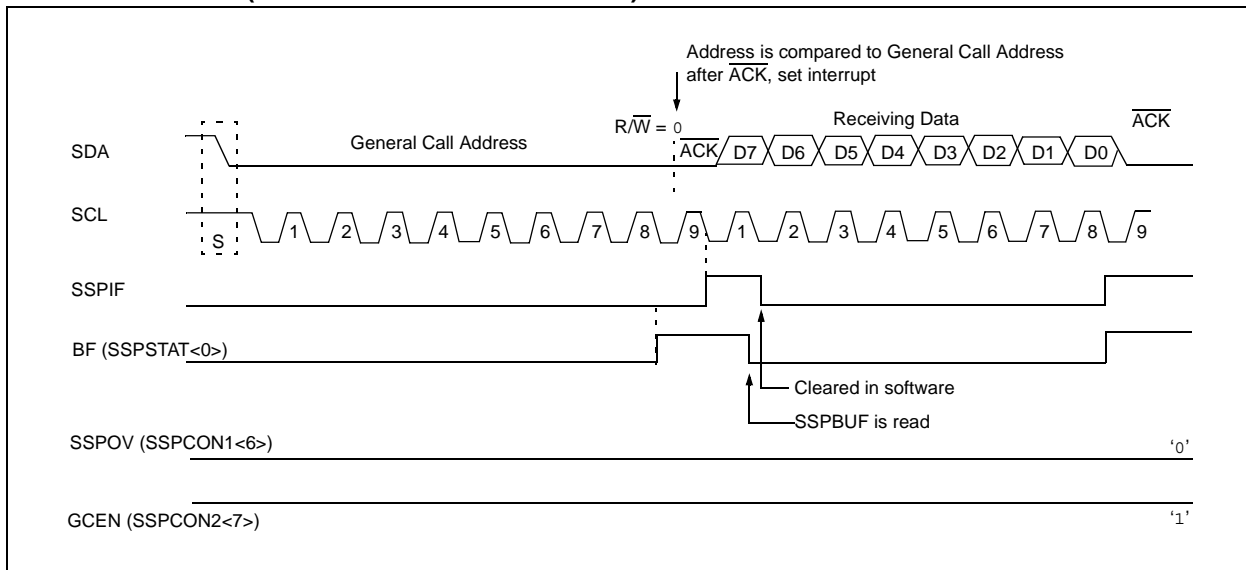 Address is compared to General Call Address
after ACK, set interrupt
R/W = 0
Receiving Data
ACK
SDA
General Call Address
ACK D7 D6 D5 D4 D3 D2 D1 D0
SCL
S
1 2 3 4 5 6 7 8 9 1 2 3 4 5 6 7 8 9
SSPIF
BF (SSPSTAT<0>)
Cleared in software
SSPBUF is read
SSPOV (SSPCON1<6>)
‘0’
GCEN (SSPCON2<7>)
‘1’